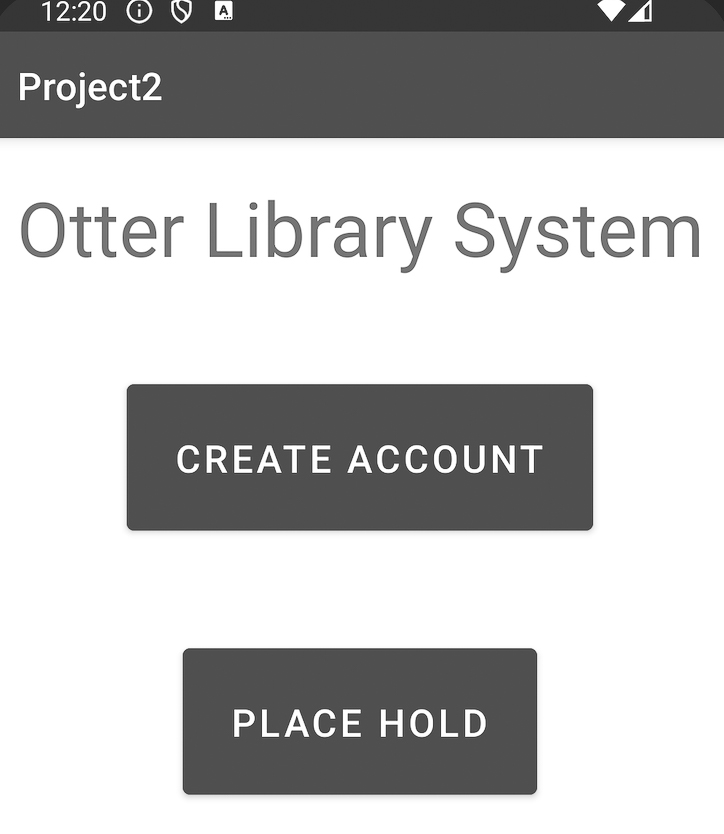 12:20
Project2
Otter Library System
CREATE ACCOUNT
PLACE HOLD